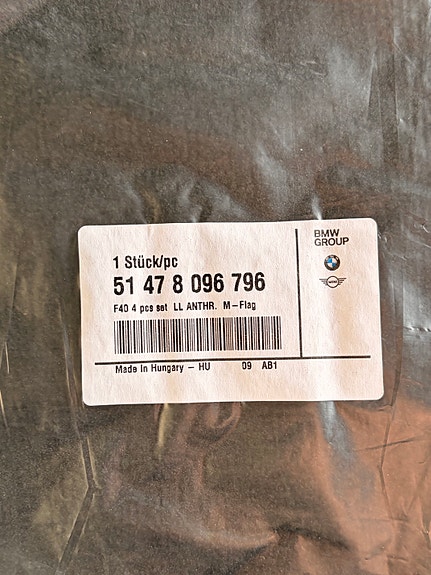 BMW
GROUP
1 Stück/pc
51 47 8 096 796
F40 4 pcs set LL ANTHR. M-Flag
Made in Hungary - HU 09 AB1